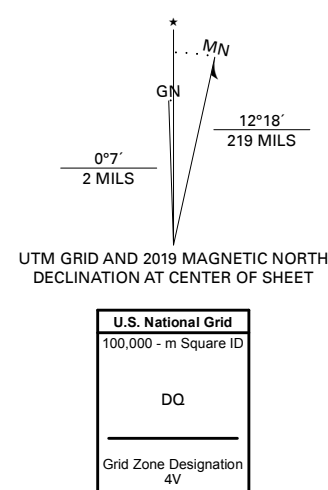 ★
MN
GN
12°18´
219 MILS
0°7´
2 MILS
UTM GRID AND 2019 MAGNETIC NORTH
DECLINATION AT CENTER OF SHEET
U.S. National Grid
100,000 - m Square ID
DQ
Grid Zone Designation
4V